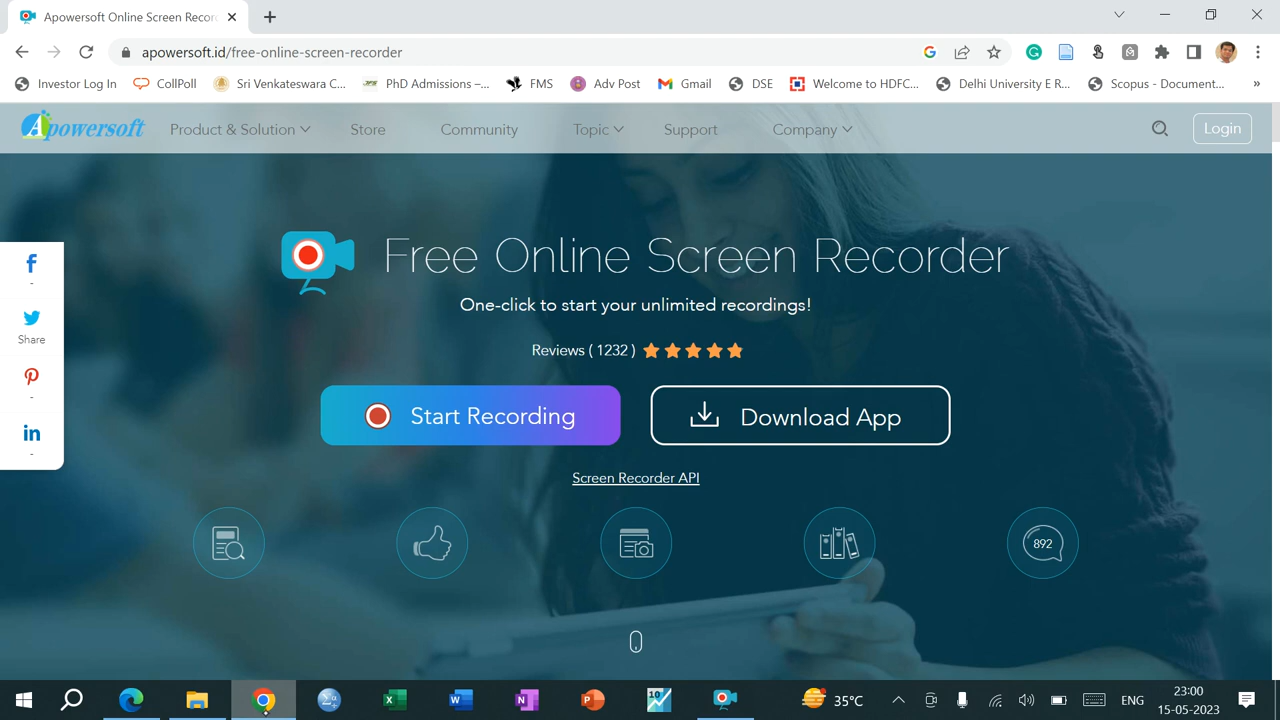 Apowersoft Online Screen Recor
apowersoft.id/free-online-screen-recorder
Investor Log In CollPoll Sri Venkateswara C... PhD Admissions –... FMS Adv Post Gmail DSE Welcome to HDFC... Delhi University E R... Scopus - Document... »
Apowersoft Product & Solution Store Community Topic Support Company Login
Free Online Screen Recorder
One-click to start your unlimited recordings!
Reviews ( 1232 )
Share
Start Recording Download App
Screen Recorder API
892
35°C ENG 23:00
15-05-2023